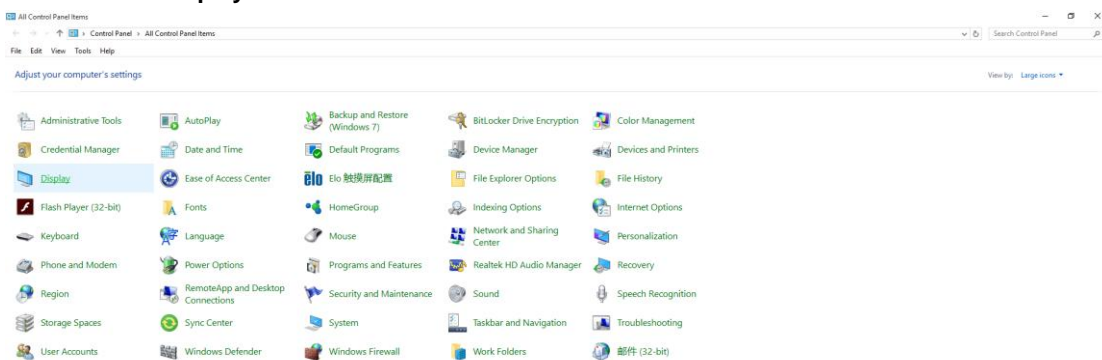 All Control Panel Items
Control Panel > All Control Panel Items
Search Control Panel
File Edit View Tools Help
Adjust your computer's settings
View by: Large icons
Administrative Tools
AutoPlay
Backup and Restore
(Windows 7)
BitLocker Drive Encryption
Color Management
Credential Manager
Date and Time
Default Programs
Device Manager
Devices and Printers
Display
Ease of Access Center
elo
Elo 触摸屏配置
File Explorer Options
File History
Flash Player (32-bit)
Fonts
HomeGroup
Indexing Options
Internet Options
Keyboard
Language
Mouse
Network and Sharing
Center
Personalization
Phone and Modem
Power Options
Programs and Features
Realtek HD Audio Manager
Recovery
Region
RemoteApp and Desktop
Connections
Security and Maintenance
Sound
Speech Recognition
Storage Spaces
Sync Center
System
Taskbar and Navigation
Troubleshooting
User Accounts
Windows Defender
Windows Firewall
Work Folders
邮件 (32-bit)